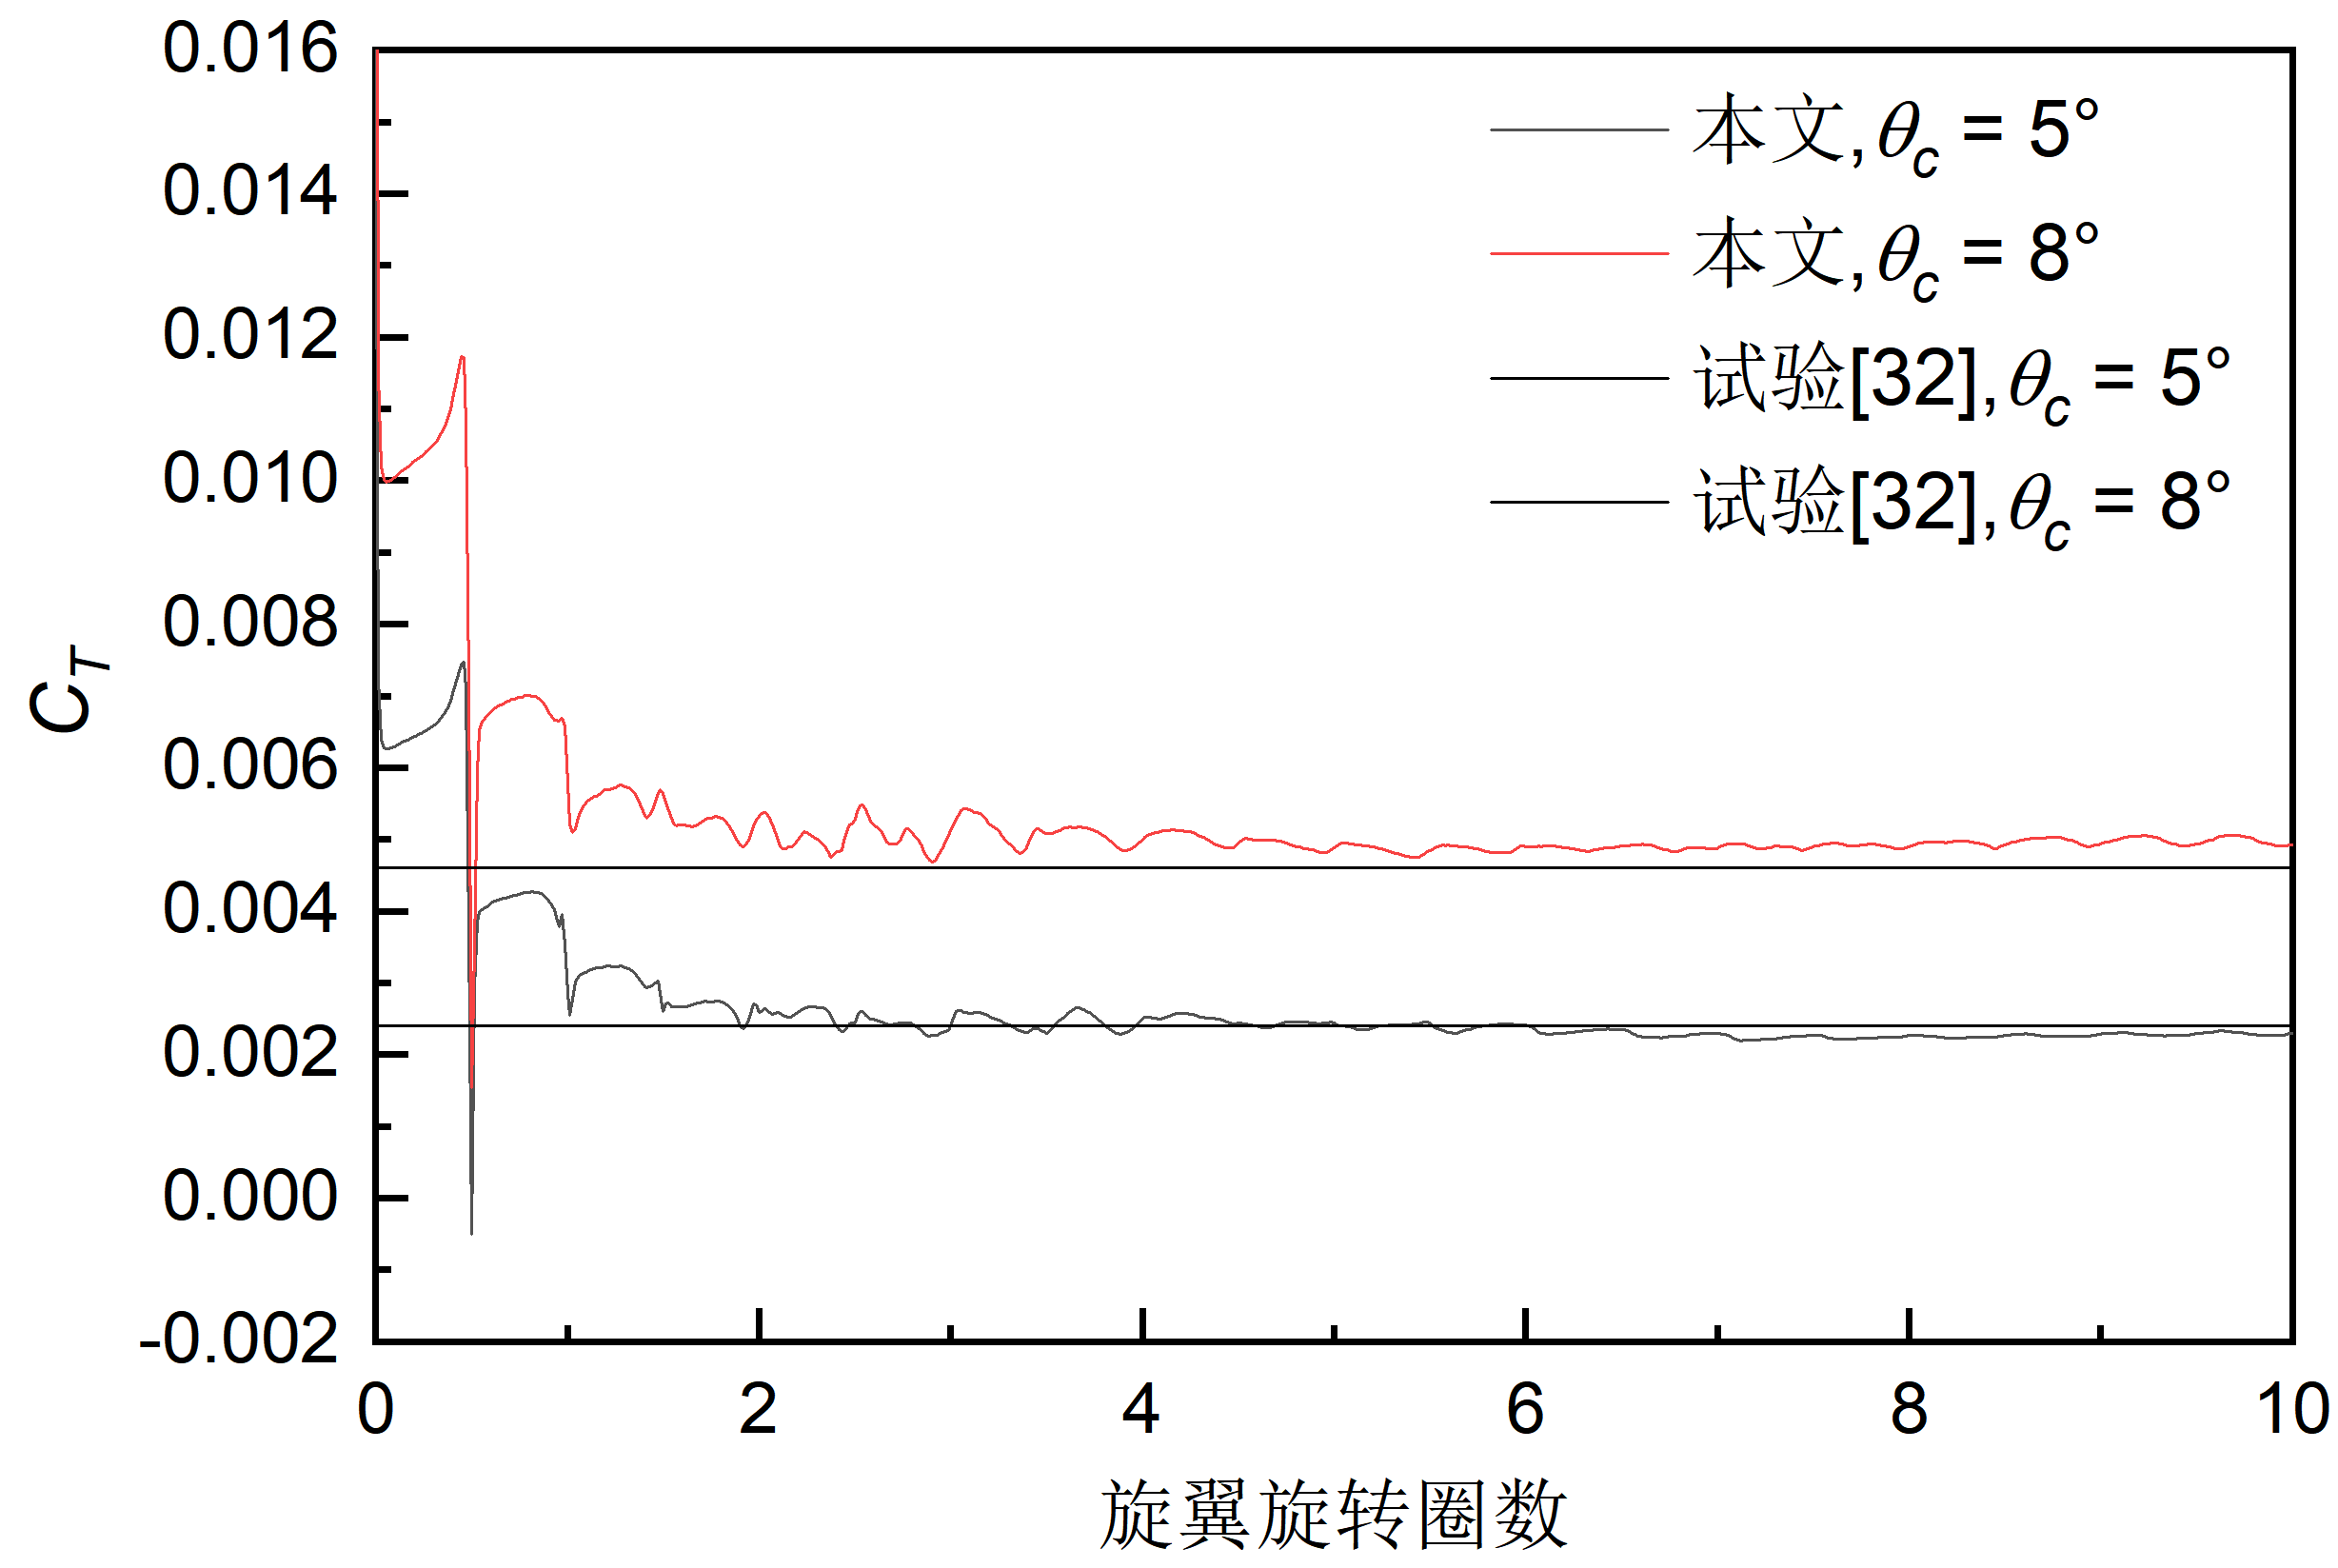 0.016
0.014
0.012
0.010
0.008
0.006
0.004
0.002
0.000
-0.002
C_T
本文,θ_c = 5°
本文,θ_c = 8°
试验[32],θ_c = 5°
试验[32],θ_c = 8°
0 2 4 6 8 10
旋翼旋转圈数